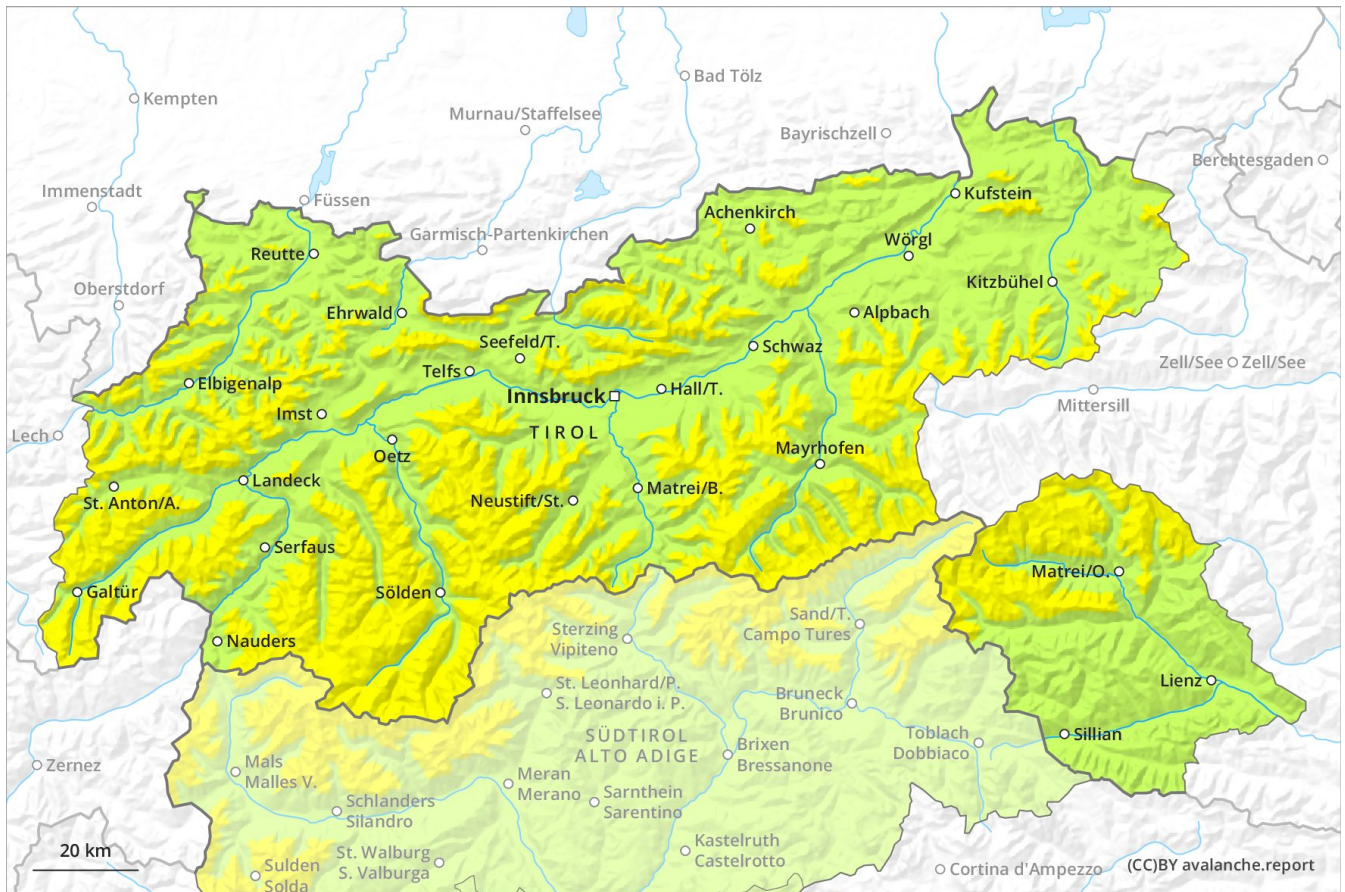 Kempten
Bad Tölz
Murnau/Staffelsee
Bayrischzell
Berchtesgaden
Immenstadt
Füssen
Kufstein
Achenkirch
Garmisch-Partenkirchen
Reutte
Wörgl
Oberstdorf
Kitzbühel
Ehrwald
Alpbach
Seefeld/T.
Schwaz
Zell/See
Zell/See
Telfs
Elbigenalp
Innsbruck
Hall/T.
Mittersill
Imst
Lech
TIROL
Oetz
Mayrhofen
Landeck
St. Anton/A.
Neustift/St.
Matrei/B.
Serfaus
Matrei/O.
Galtür
Sölden
Nauders
Sterzing
Vipiteno
Sand/T.
Campo Tures
St. Leonhard/P.
S. Leonardo i. P.
Bruneck
Brunico
Lienz
SÜDTIROL
ALTO ADIGE
Sillian
Toblach
Dobbiaco
Brixen
Bressanone
Zernez
Mals
Malles V.
Meran
Merano
Sarnthein
Sarentino
Schlanders
Silandro
Kastelruth
Castelrotto
20 km
St. Walburg
S. Valburga
Sulden
Solda
Cortina d'Ampezzo
(CC)BY avalanche.report